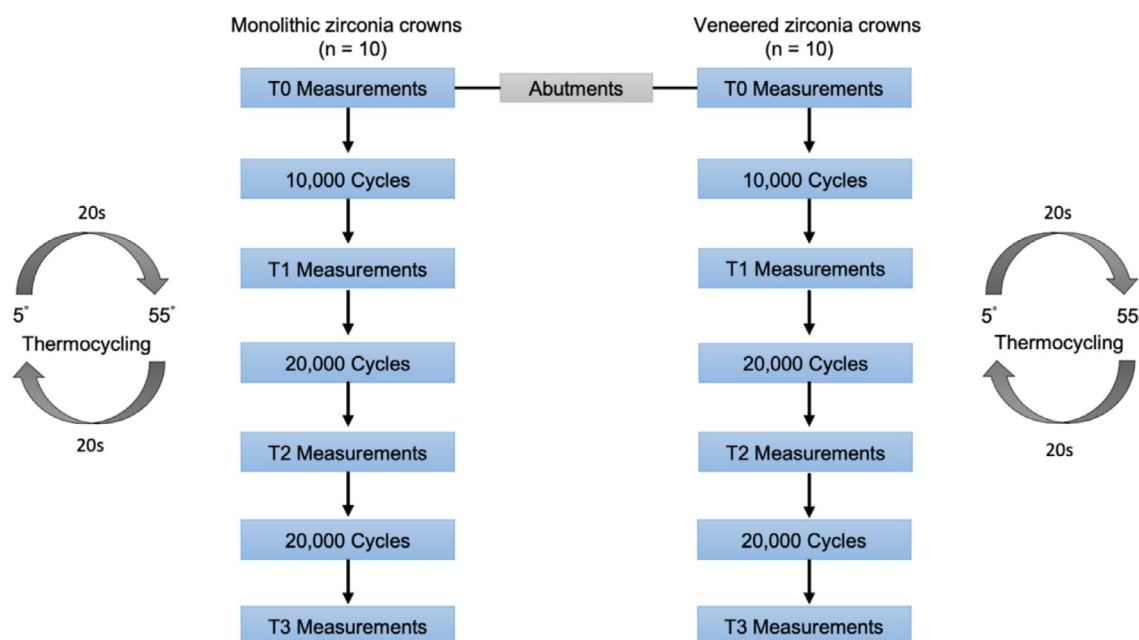 Monolithic zirconia crowns
(n = 10)
Veneered zirconia crowns
(n = 10)
T0 Measurements
Abutments
T0 Measurements
10,000 Cycles
10,000 Cycles
20s
20s
T1 Measurements
T1 Measurements
5°
55°
5°
55
Thermocycling
Thermocycling
20,000 Cycles
20,000 Cycles
20s
20s
T2 Measurements
T2 Measurements
20,000 Cycles
20,000 Cycles
T3 Measurements
T3 Measurements